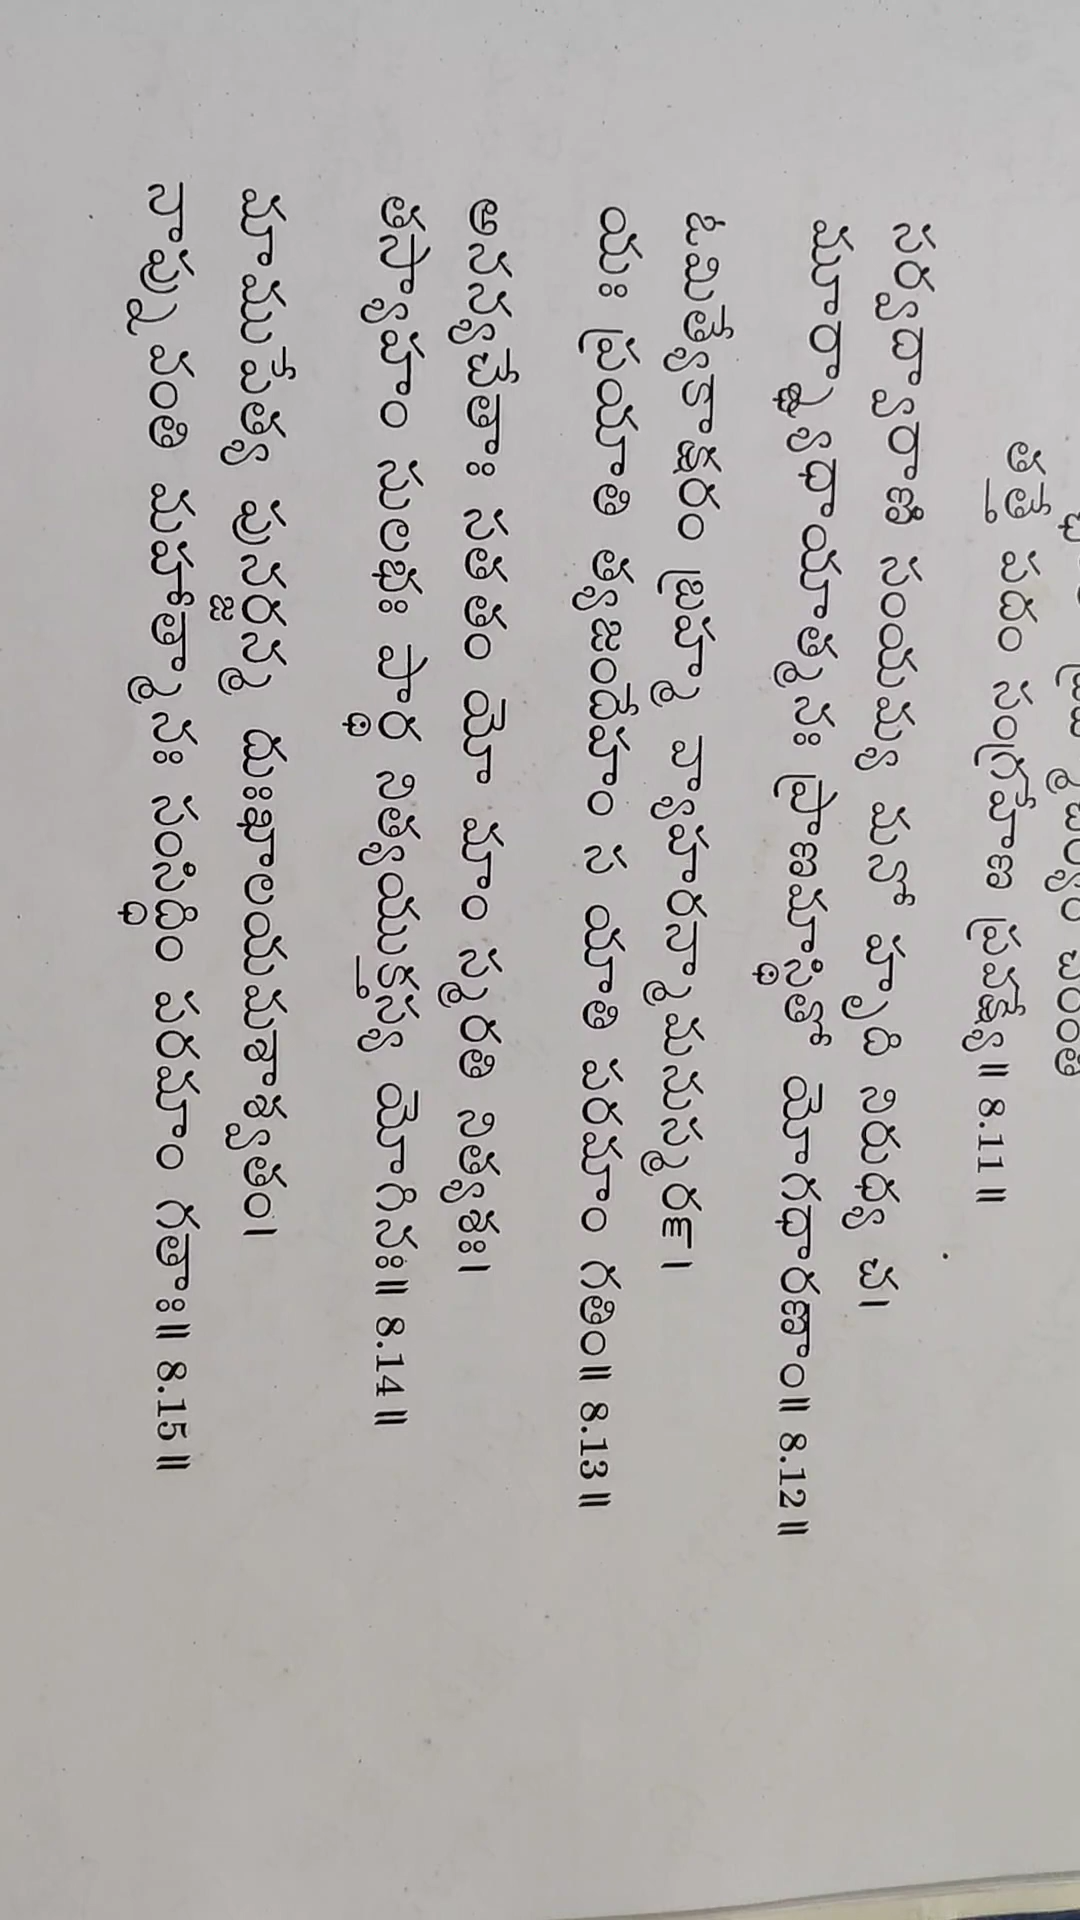 తత్తే పదం సంగ్రహేణ ప్రవక్ష్యే॥ 8.11॥
సర్వద్వారాణి సంయమ్య మనో హృది నిరుధ్య చ।
మూర్ధ్న్యాధాయాత్మనః ప్రాణమాస్థితో యోగధారణాం॥ 8.12॥
ఓమిత్యేకాక్షరం బ్రహ్మ వ్యాహరన్మామనుస్మరన్।
యః ప్రయాతి త్యజందేహం స యాతి పరమాం గతిం॥ 8.13॥
అనన్యచేతాః సతతం యో మాం స్మరతి నిత్యశః।
తస్యాహం సులభః పార్థ నిత్యయుక్తస్య యోగినః॥ 8.14॥
మాముపేత్య పునర్జన్మ దుఃఖాలయమశాశ్వతం।
నాప్నువంతి మహాత్మానః సంసిద్ధిం పరమాం గతాః॥ 8.15॥